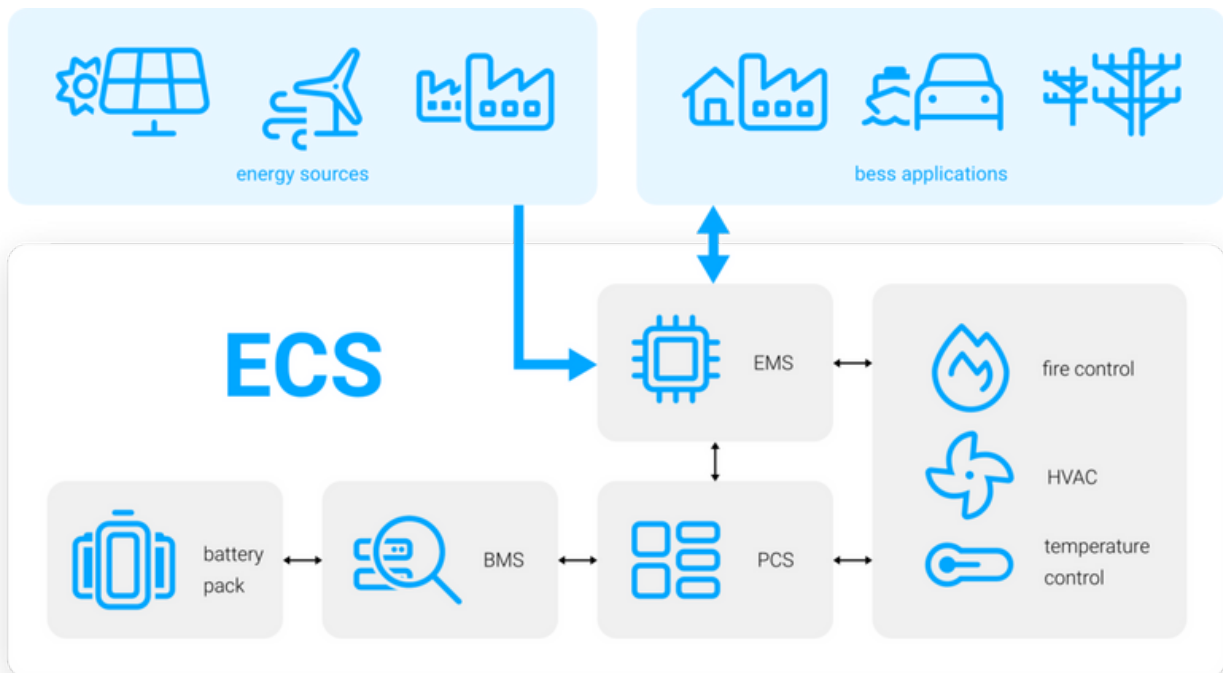 energy sources
bess applications
ECS
EMS
fire control
HVAC
battery
pack
BMS
PCS
temperature
control